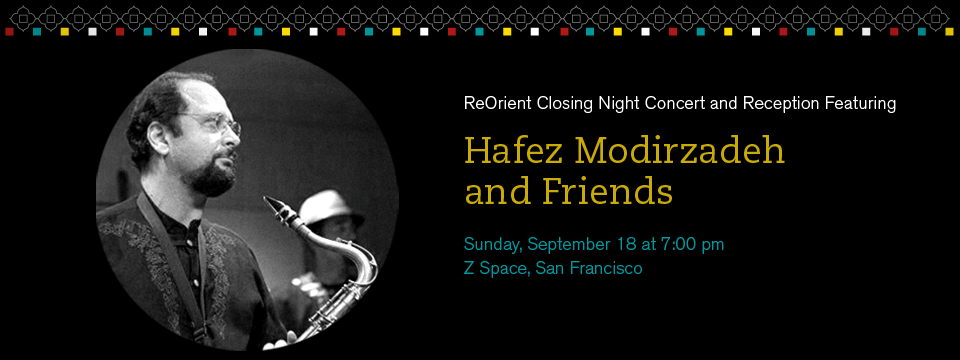 ReOrient Closing Night Concert and Reception Featuring
Hafez Modirzadeh
and Friends
Sunday, September 18 at 7:00 pm
Z Space, San Francisco